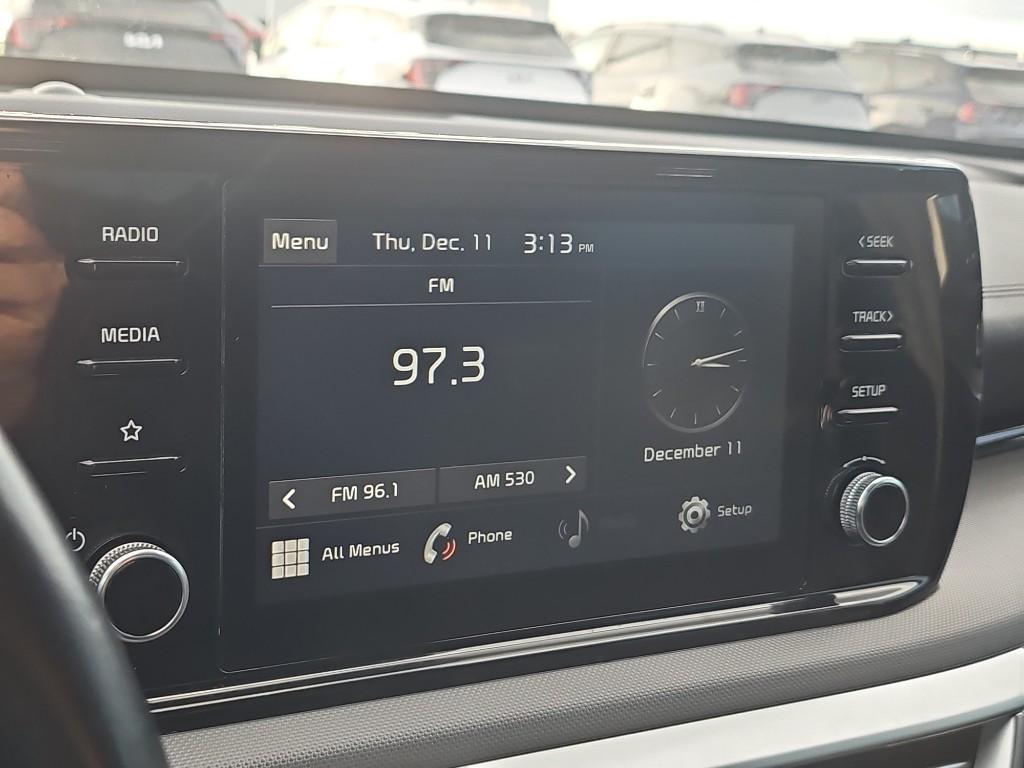 KIA
RADIO
MEDIA
Menu Thu, Dec. 11 3:13 PM
FM
97.3
< FM 96.1 AM 530 >
All Menus Phone Setup
XII
December 11
< SEEK
TRACK >
SETUP